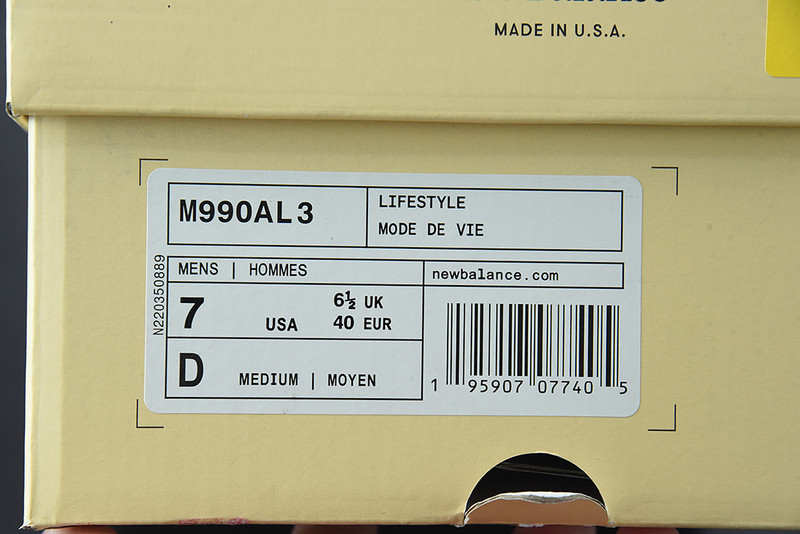 MADE IN U.S.A.
M990AL3
LIFESTYLE
MODE DE VIE
N220350889
MENS | HOMMES
newbalance.com
7 USA
6½ UK
40 EUR
D MEDIUM | MOYEN
1 95907 07740 5